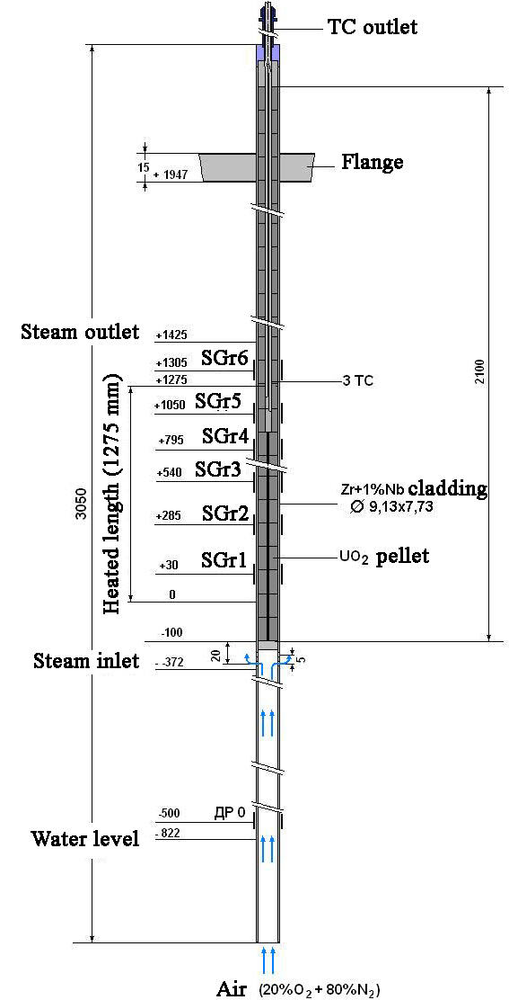 TC outlet
15
+ 1947
Flange
Steam outlet
+1425
SGr6
+1305
+1275
3 TC
2100
+1050
SGr5
+795
SGr4
+540
SGr3
3050
Heated length (1275 mm)
Zr+1%Nb cladding
Ø 9,13x7,73
+285
SGr2
+30
SGr1
UO2 pellet
0
-100
20
5
Steam inlet
- -372
-500
ДР 0
Water level
- 822
Air (20%O2 + 80%N2)